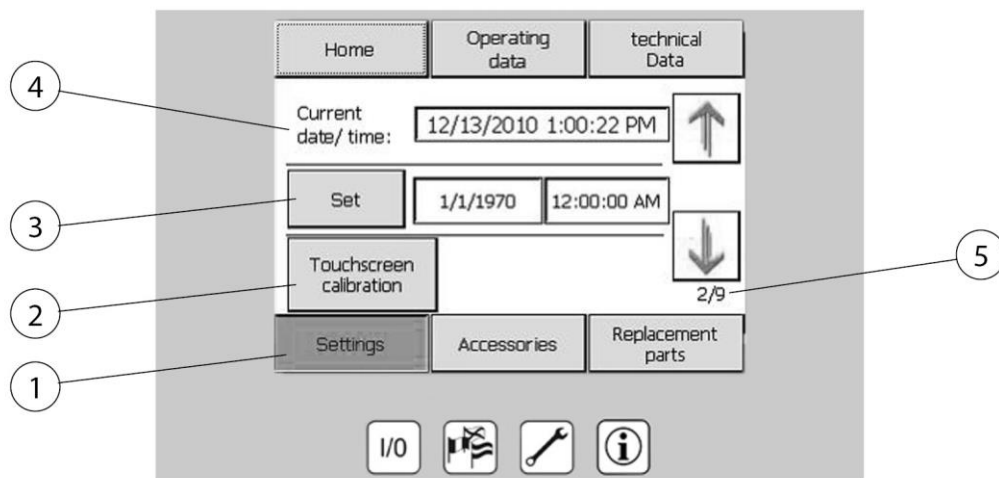 Home
Operating
data
technical
Data
4
Current
date/ time:
12/13/2010 1:00:22 PM
3
Set
1/1/1970
12:00:00 AM
5
2
Touchscreen
calibration
2/9
1
Settings
Accessories
Replacement
parts
I/0
i